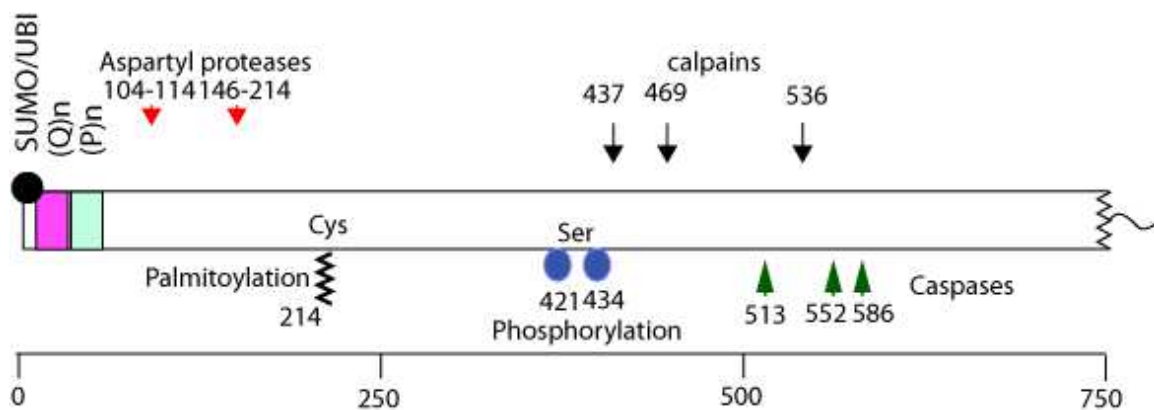 SUMO/UBI
(Q)n
(P)n
Aspartyl proteases
104-114 146-214
calpains
437 469 536
Cys
Ser
Palmitoylation
214
421 434
Phosphorylation
513 552 586
Caspases
0 250 500 750